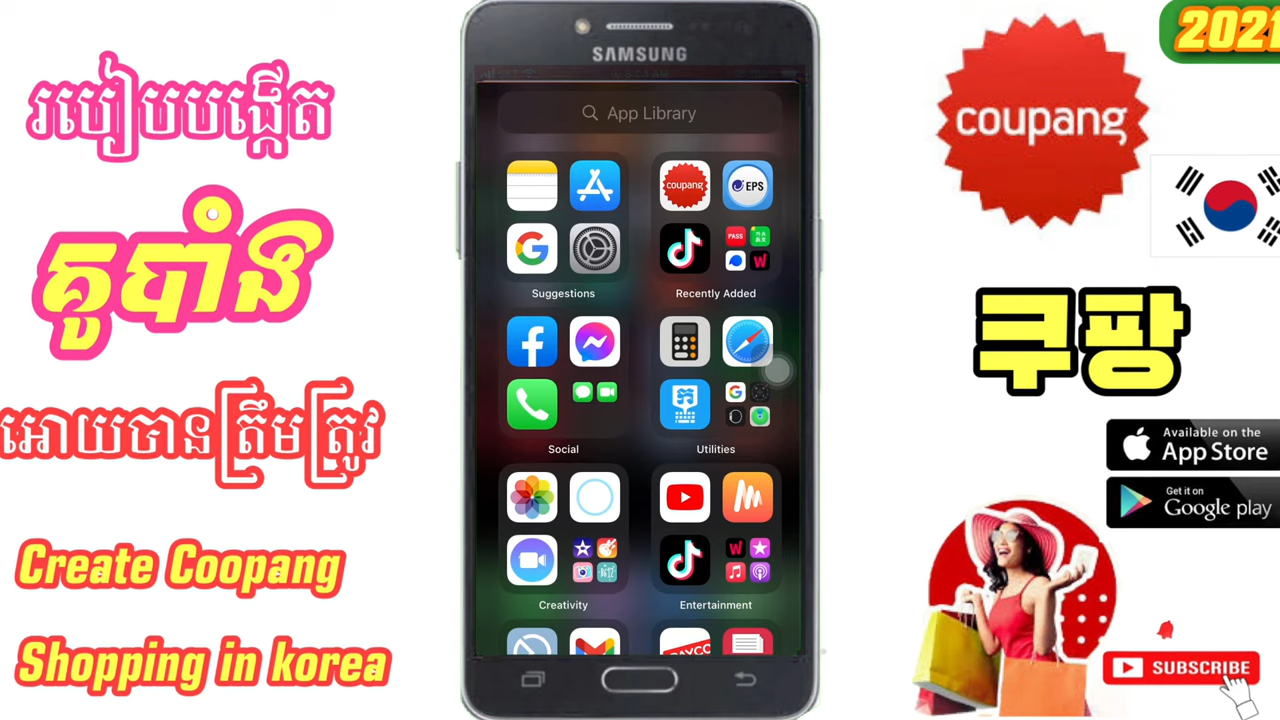 របៀបបង្កើត
គូប៉ាំង
អោយបានត្រឹមត្រូវ
Create Coopang
Shopping in korea
SAMSUNG
App Library
coupang
EPS
PASS
Suggestions
Recently Added
Social
Utilities
Creativity
Entertainment
2021
coupang
쿠팡
Available on the
App Store
Get it on
Google play
SUBSCRIBE